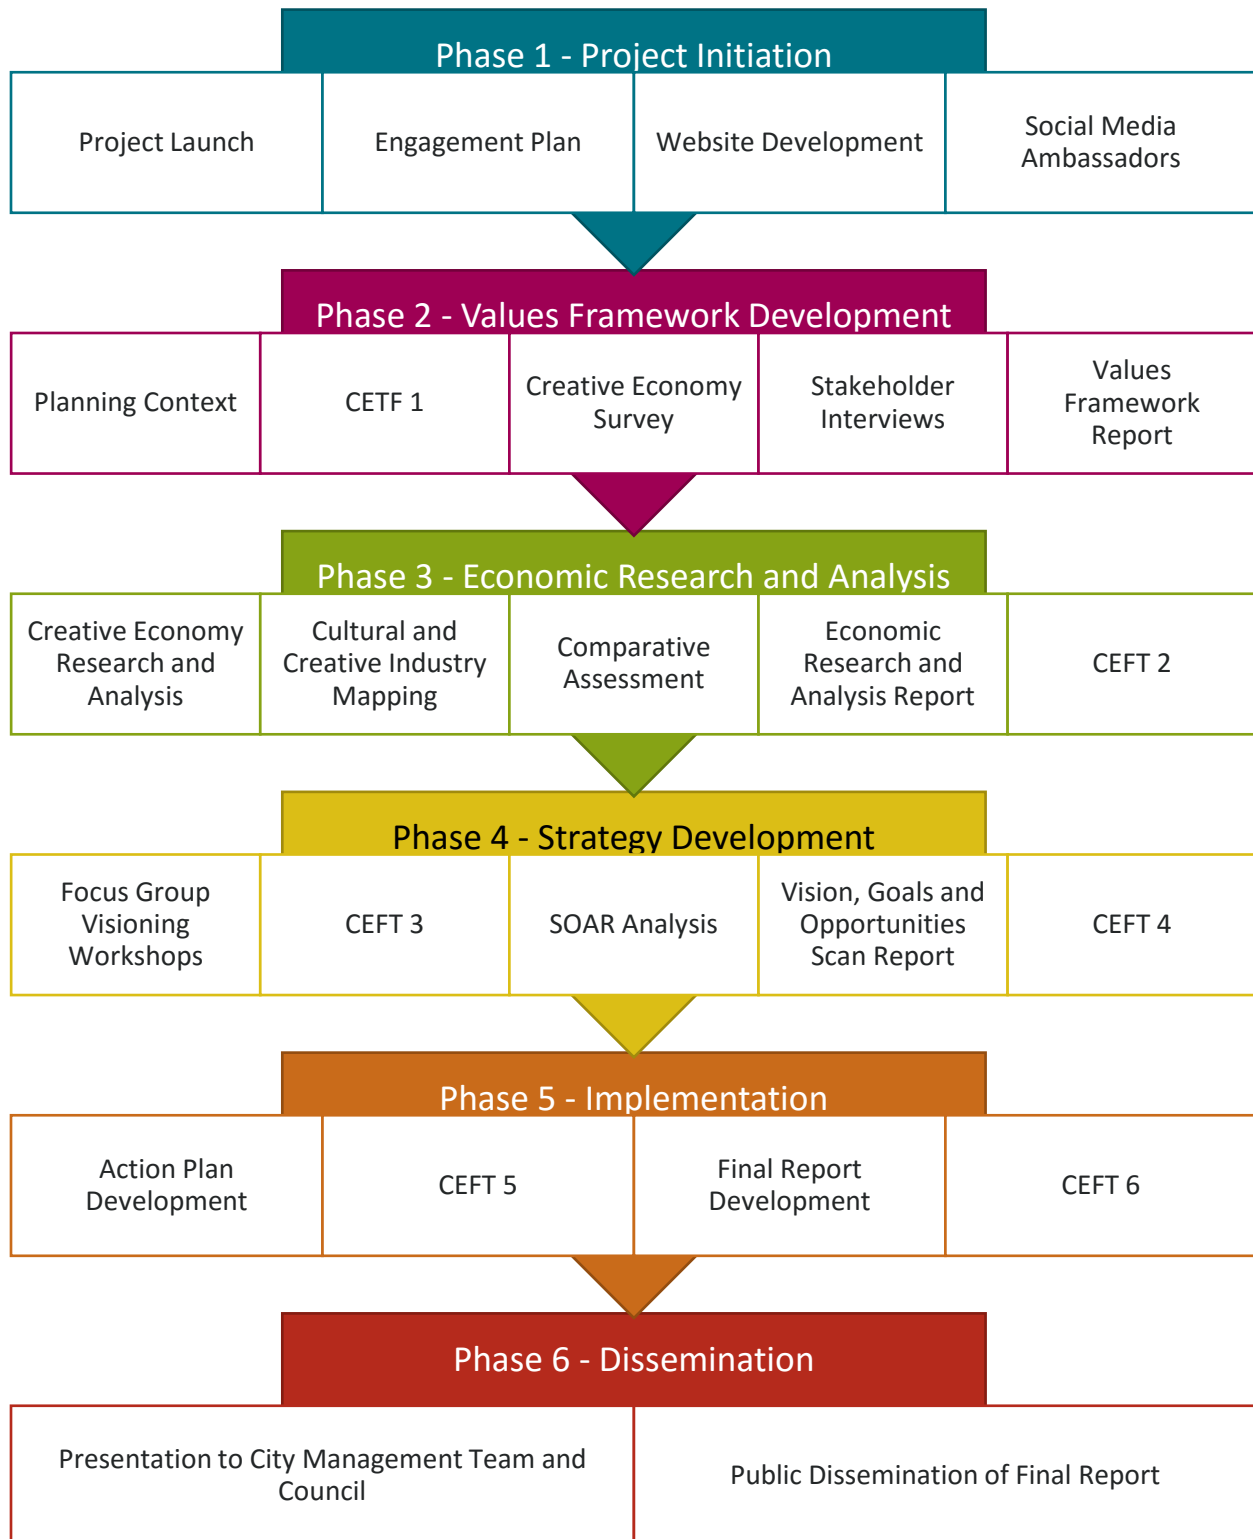 Phase 1 - Project Initiation
Project Launch
Engagement Plan
Website Development
Social Media
Ambassadors
Phase 2 - Values Framework Development
Planning Context
CETF 1
Creative Economy
Survey
Stakeholder
Interviews
Values
Framework
Report
Phase 3 - Economic Research and Analysis
Creative Economy
Research and
Analysis
Cultural and
Creative Industry
Mapping
Comparative
Assessment
Economic
Research and
Analysis Report
CEFT 2
Phase 4 - Strategy Development
Focus Group
Visioning
Workshops
CEFT 3
SOAR Analysis
Vision, Goals and
Opportunities
Scan Report
CEFT 4
Phase 5 - Implementation
Action Plan
Development
CEFT 5
Final Report
Development
CEFT 6
Phase 6 - Dissemination
Presentation to City Management Team and
Council
Public Dissemination of Final Report